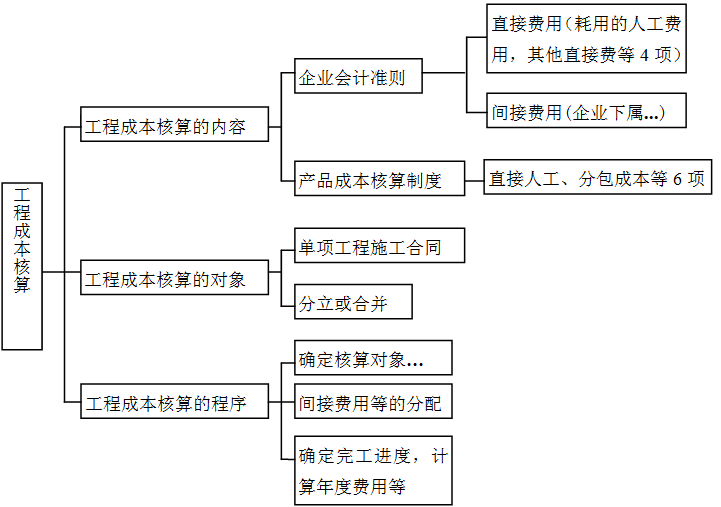 工程成本核算
工程成本核算的内容
企业会计准则
直接费用（耗用的人工费
用，其他直接费等 4 项）
间接费用(企业下属...)
产品成本核算制度
直接人工、分包成本等 6 项
工程成本核算的对象
单项工程施工合同
分立或合并
工程成本核算的程序
确定核算对象...
间接费用等的分配
确定完工进度，计
算年度费用等